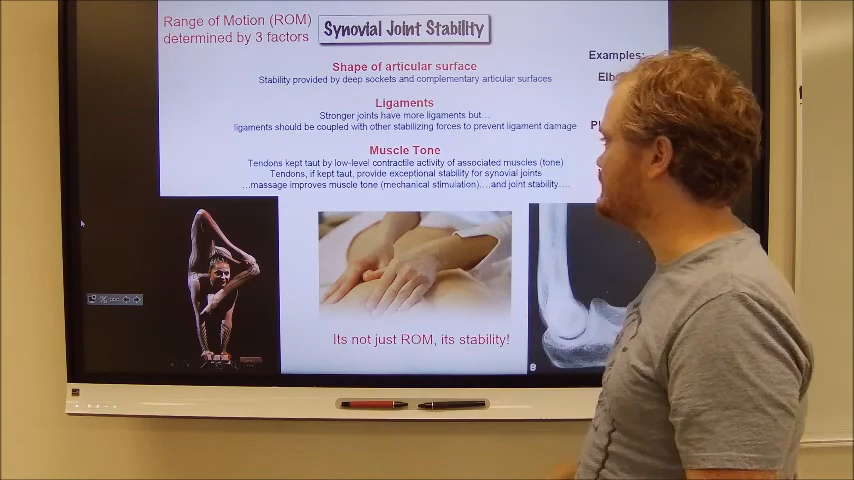 Range of Motion (ROM)
determined by 3 factors
Synovial Joint Stability
Examples:
Shape of articular surface
Stability provided by deep sockets and complementary articular surfaces
Ligaments
Stronger joints have more ligaments but…
ligaments should be coupled with other stabilizing forces to prevent ligament damage
Muscle Tone
Tendons kept taut by low-level contractile activity of associated muscles (tone)
Tendons, if kept taut, provide exceptional stability for synovial joints
…massage improves muscle tone (mechanical stimulation)….and joint stability….
Its not just ROM, its stability!